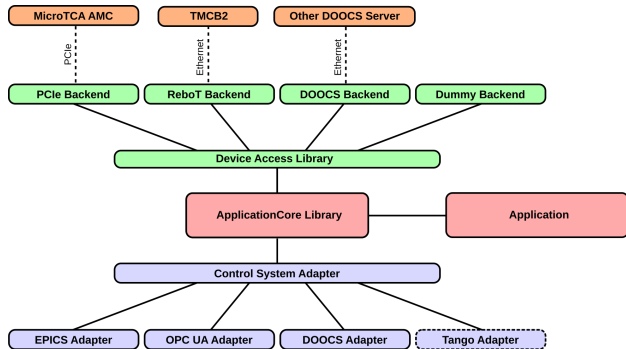 MicroTCA AMC
TMCB2
Other DOOCS Server
PCIe
Ethernet
Ethernet
PCIe Backend
ReboT Backend
DOOCS Backend
Dummy Backend
Device Access Library
ApplicationCore Library
Application
Control System Adapter
EPICS Adapter
OPC UA Adapter
DOOCS Adapter
Tango Adapter